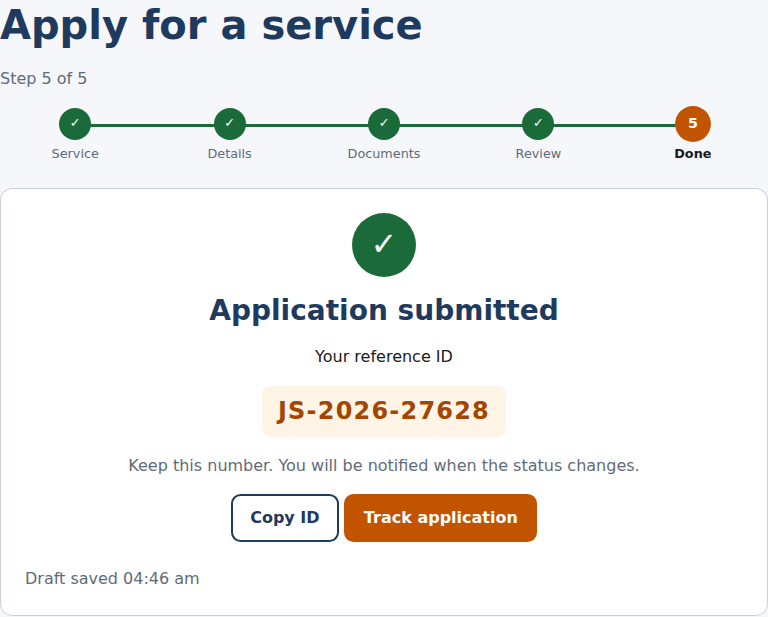 Apply for a service
Step 5 of 5
✓ ✓ ✓ ✓ 5
Service Details Documents Review Done
✓
Application submitted
Your reference ID
JS-2026-27628
Keep this number. You will be notified when the status changes.
Copy ID Track application
Draft saved 04:46 am